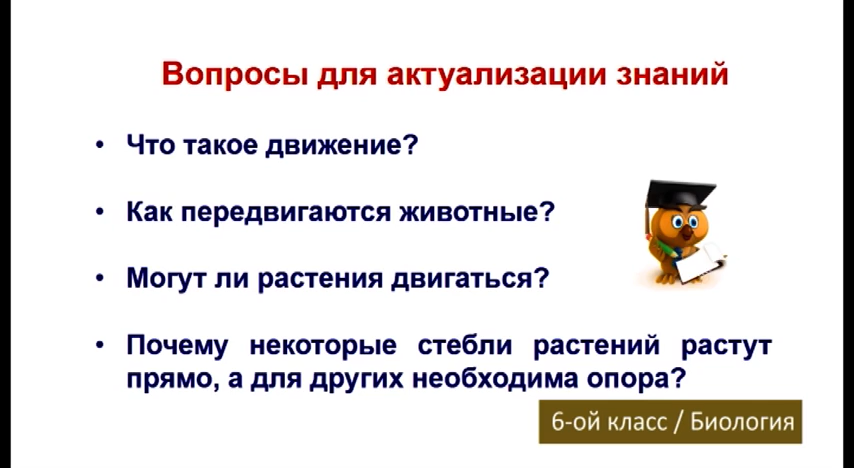 Вопросы для актуализации знаний
• Что такое движение?
• Как передвигаются животные?
• Могут ли растения двигаться?
• Почему некоторые стебли растений растут
прямо, а для других необходима опора?
6-ой класс / Биология